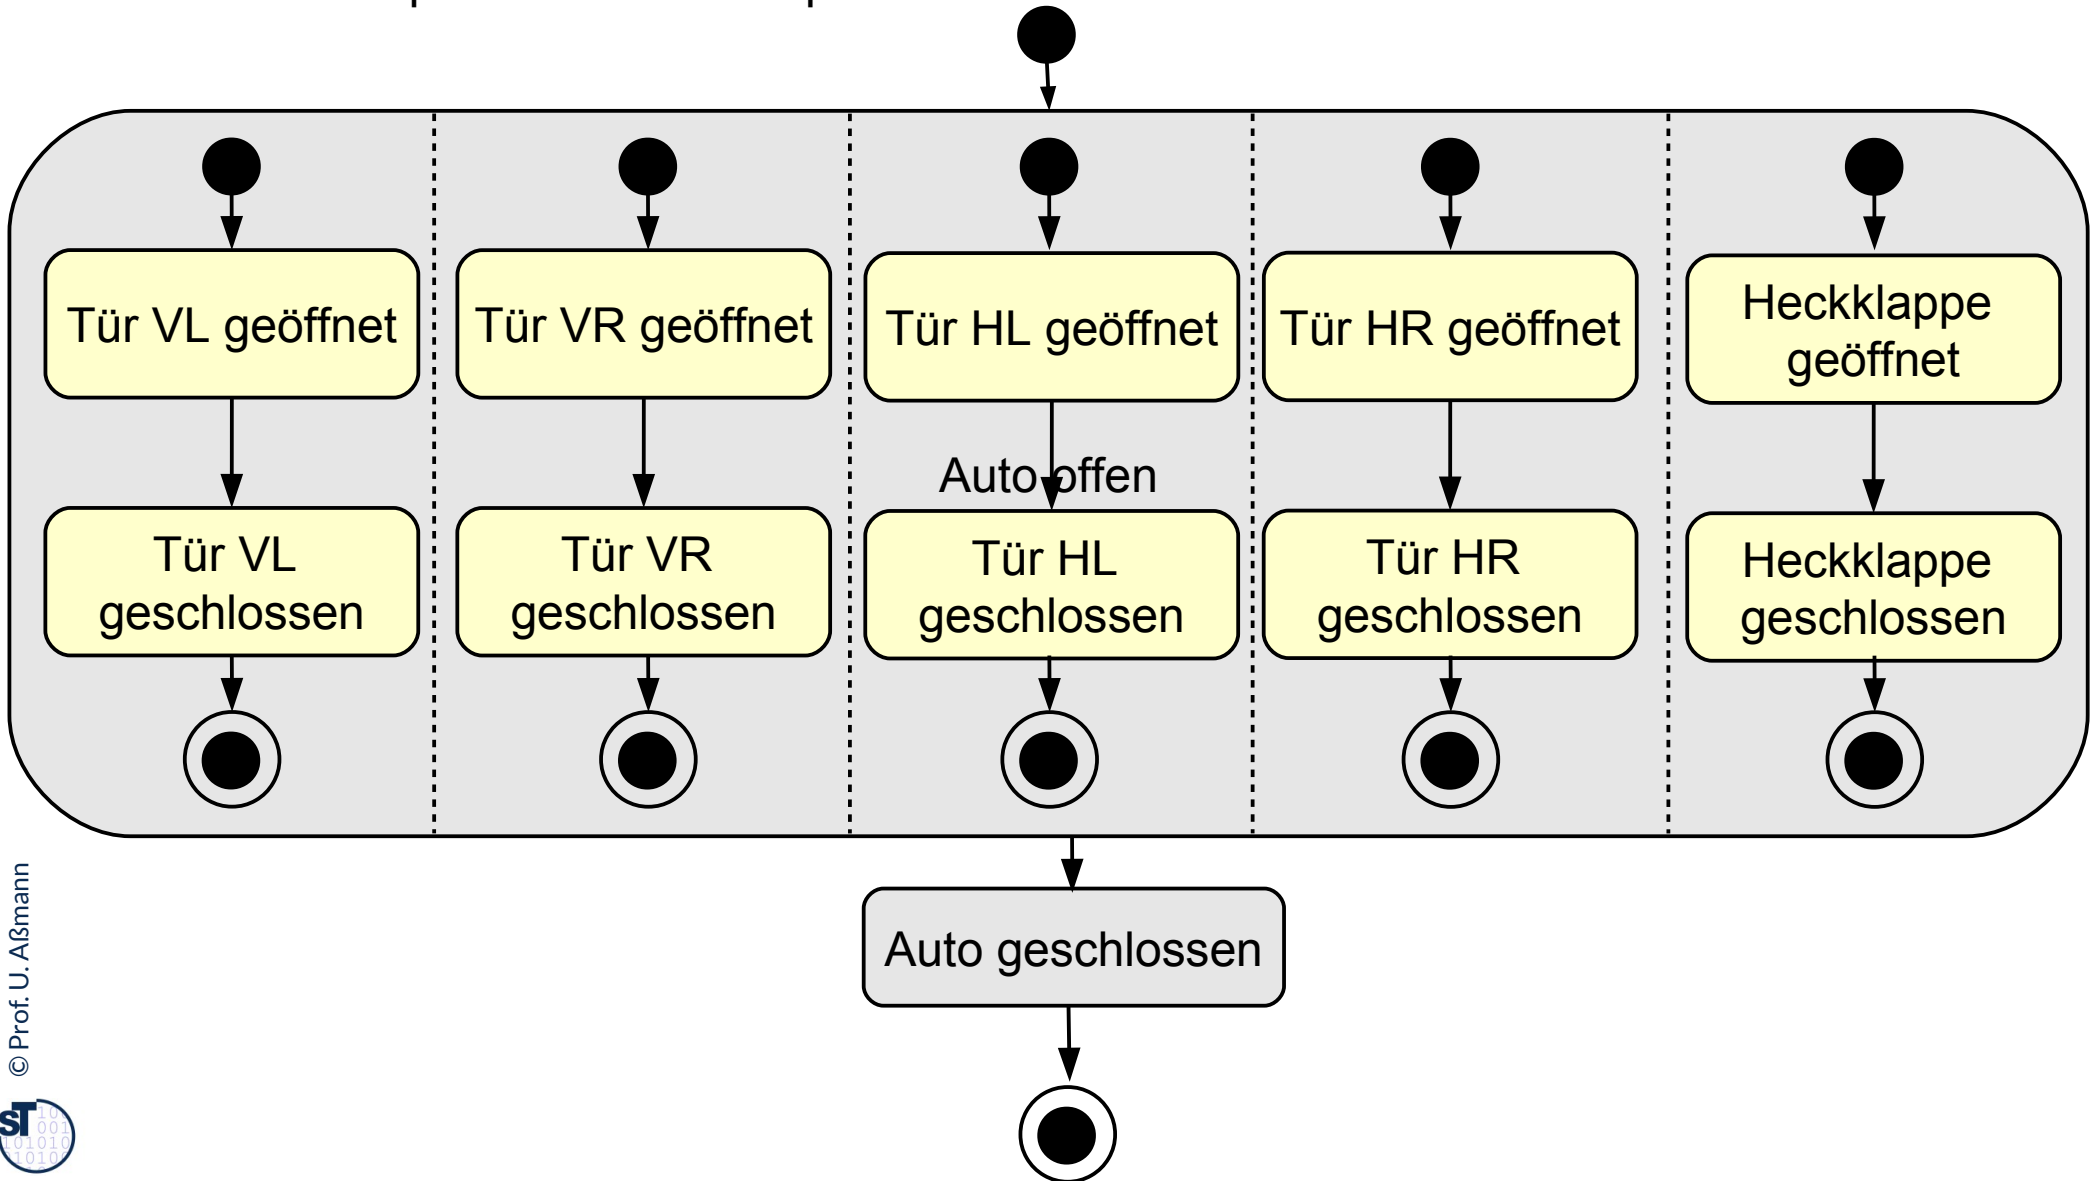 Tür VL geöffnet
Tür VR geöffnet
Tür HL geöffnet
Tür HR geöffnet
Heckklappe
geöffnet
Auto offen
Tür VL
geschlossen
Tür VR
geschlossen
Tür HL
geschlossen
Tür HR
geschlossen
Heckklappe
geschlossen
Auto geschlossen
© Prof. U. Aßmann
ST